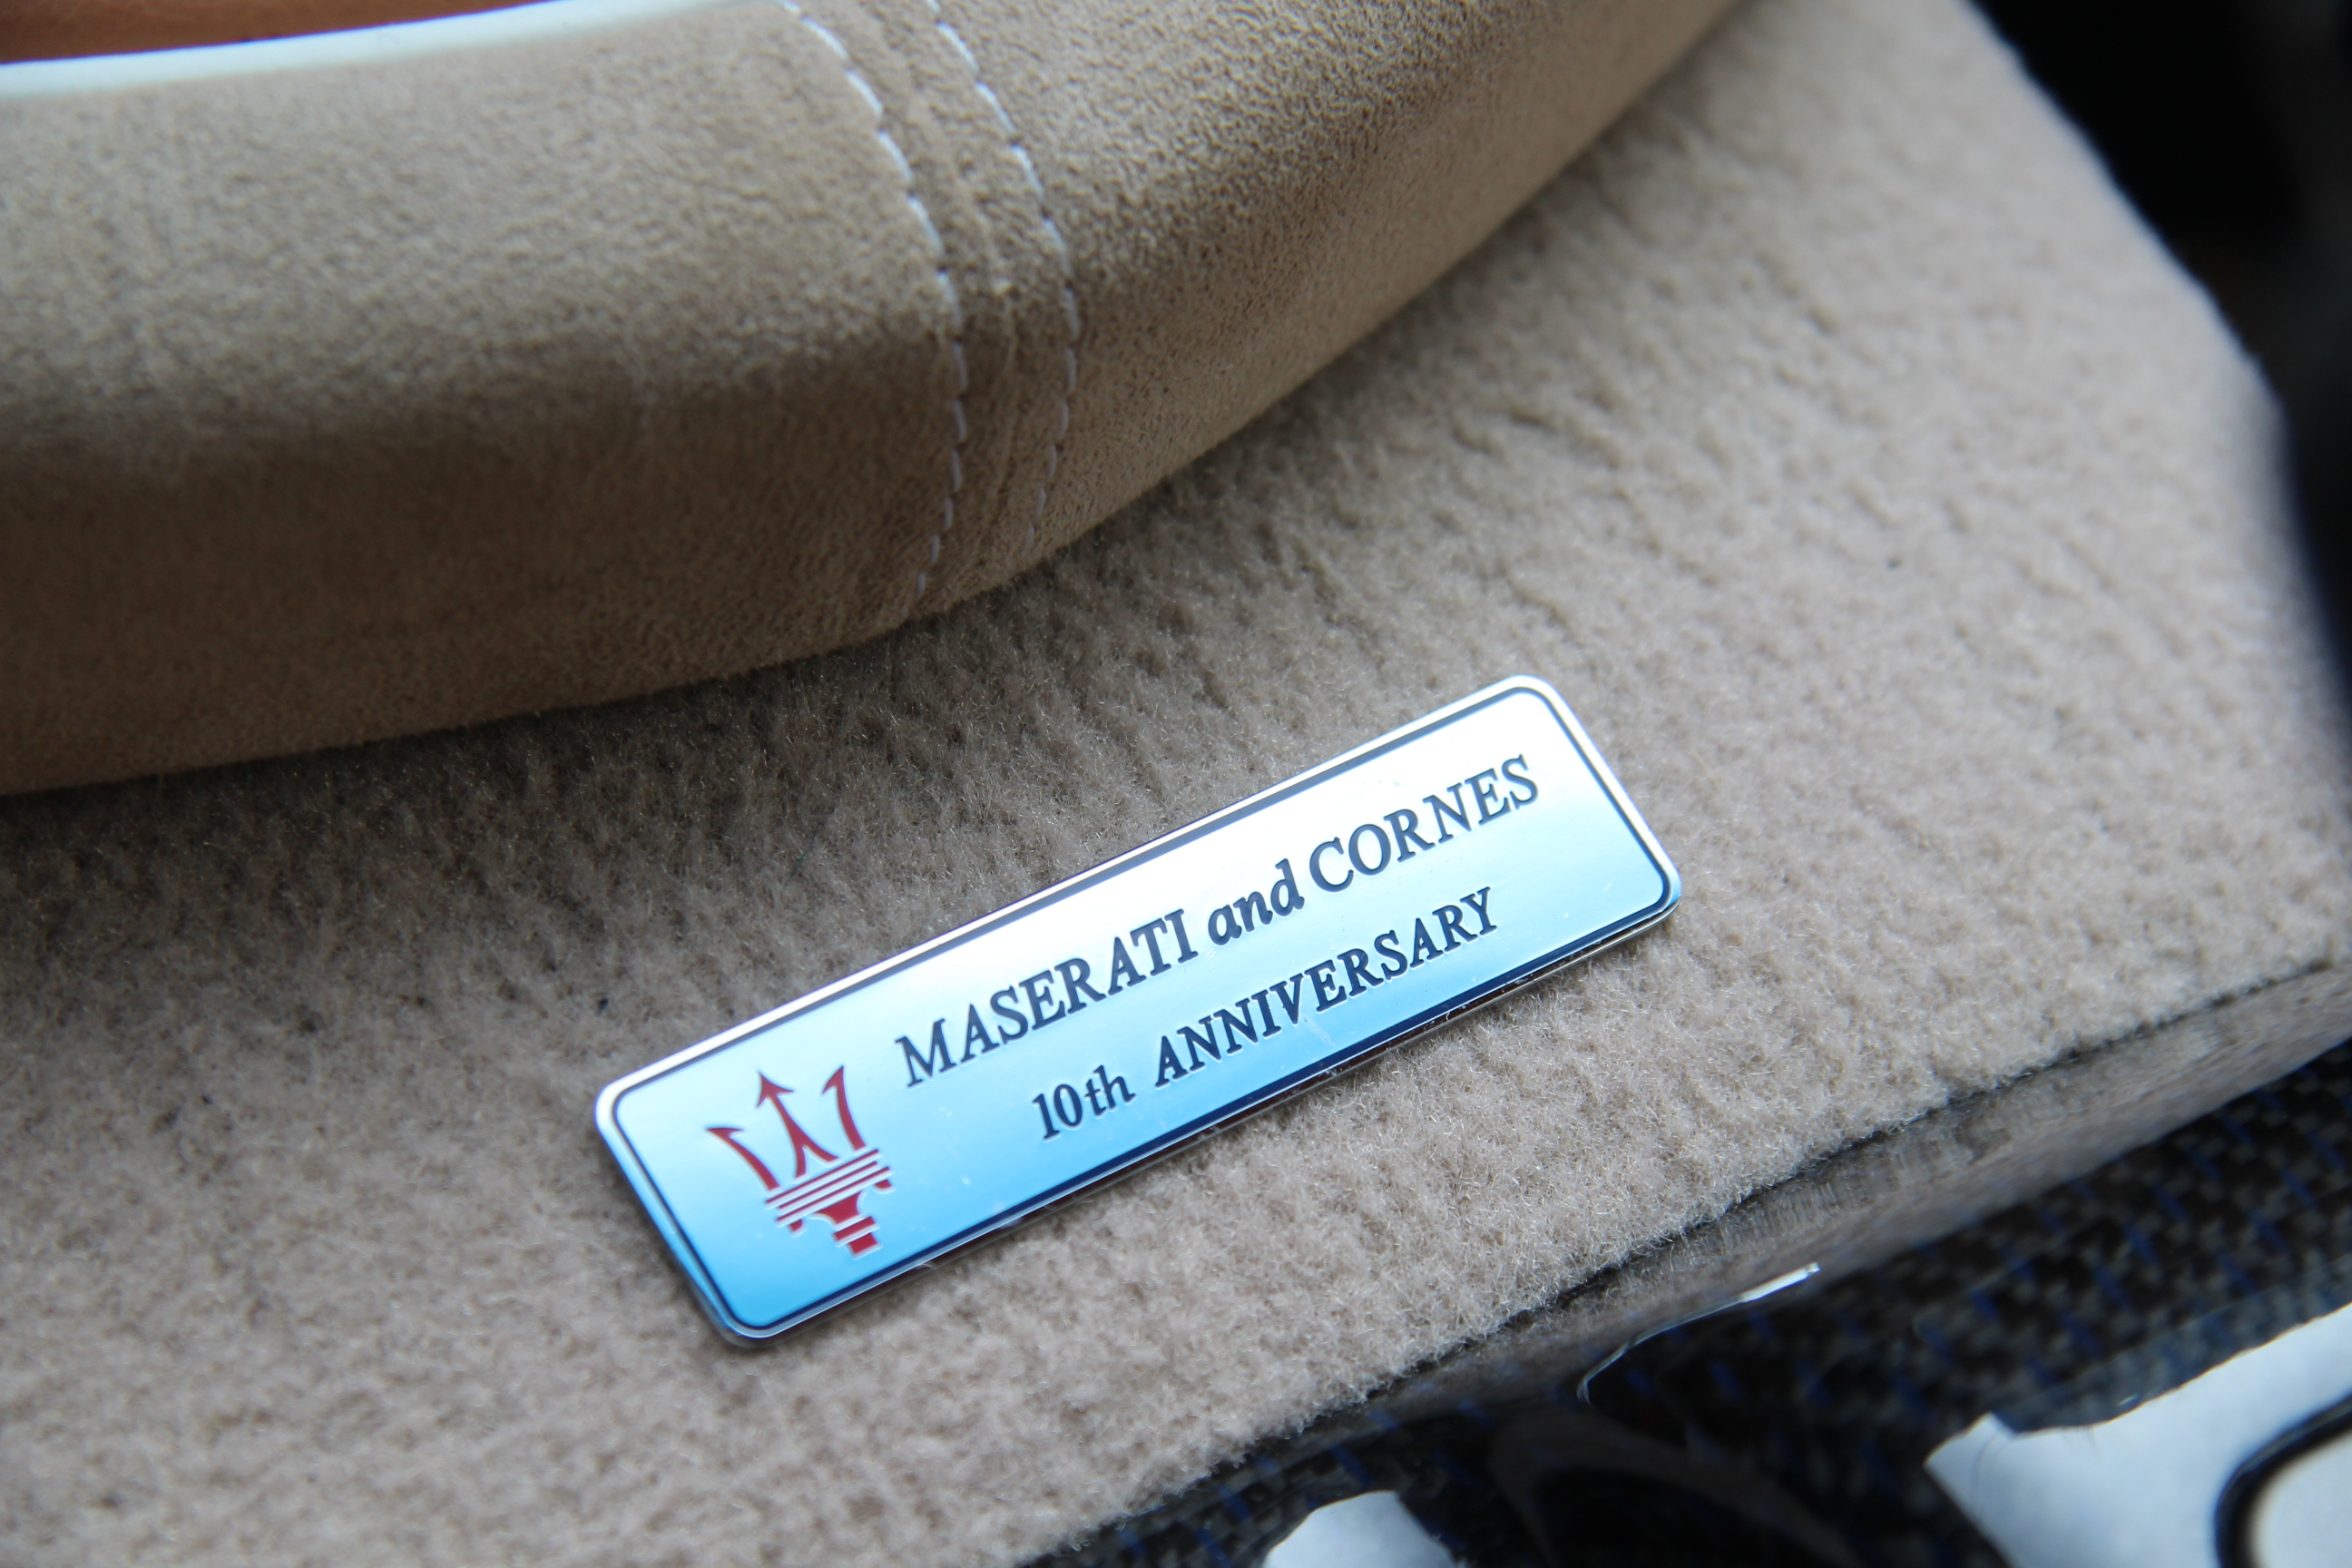 MASERATI and CORNES
10th ANNIVERSARY